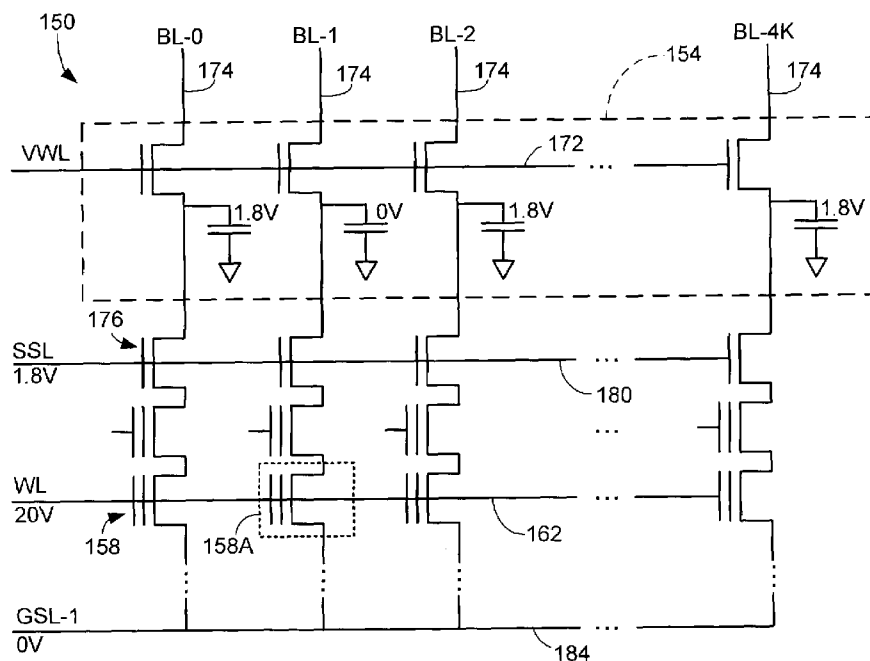 150
BL-0
BL-1
BL-2
BL-4K
174
174
174
154
174
VWL
172
...
1.8V
0V
1.8V
1.8V
176
SSL
1.8V
...
180
...
WL
20V
158
158A
...
162
GSL-1
0V
...
184